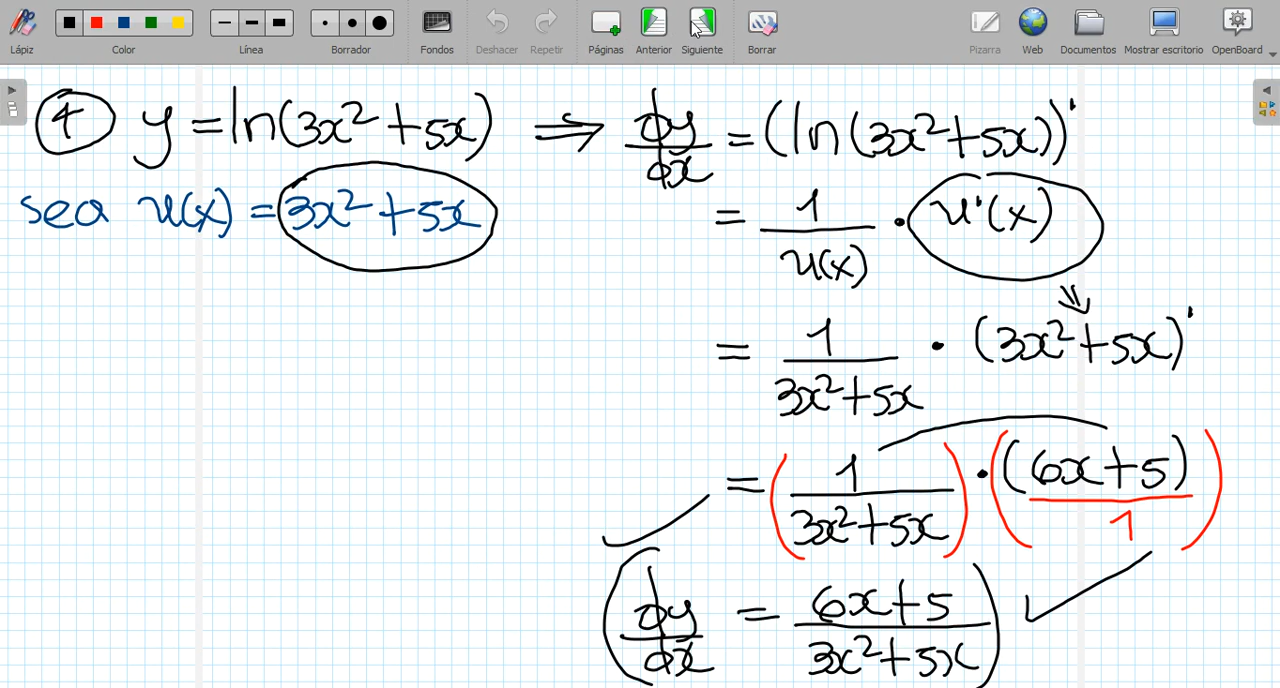 Lápiz Color Línea Borrador Fondos Deshacer Repetir Páginas Anterior Siguiente Borrar Pizarra Web Documentos Mostrar escritorio OpenBoard
4 y = ln(3x² + 5x) ⟹ dy/dx = (ln(3x² + 5x))'
sea u(x) = 3x² + 5x
= 1/u(x) · u'(x)
⇓
= 1/(3x² + 5x) · (3x² + 5x)'
= (1/(3x² + 5x)) · ((6x + 5)/1)
dy/dx = (6x + 5)/(3x² + 5x)